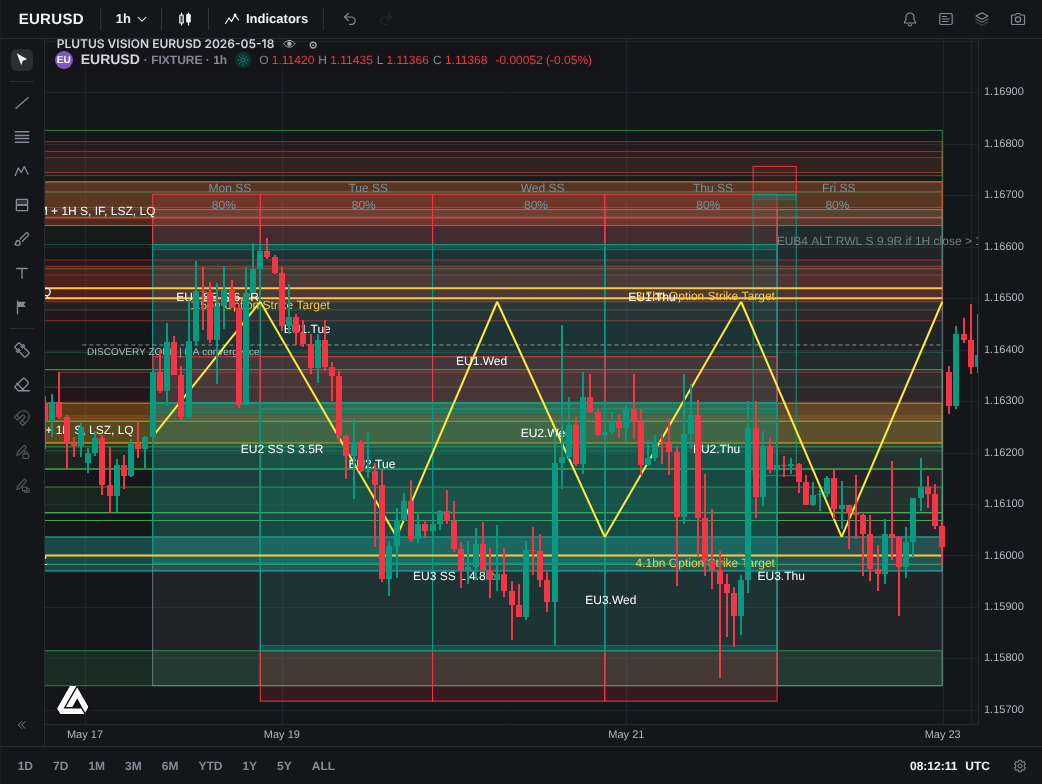 EURUSD 1h Indicators
PLUTUS VISION EURUSD 2026-05-18
EU EURUSD · FIXTURE · 1h O 1.11420 H 1.11435 L 1.11366 C 1.11368 -0.00052 (-0.05%)
1.16900
1.16800
Mon SS Tue SS Wed SS Thu SS Fri SS
1.16700
80% 80% 80% 80% 80%
+ 1H S, IF, LSZ, LQ
EUB4 ALT RWL S 9.9R if 1H close >
1.16600
Option Strike Target
EU1.Thu Option Strike Target
1.16500
EU1.Tue
DISCOVERY convergence
1.16400
EU1.Wed
1.16300
+ LSZ, LQ
EU2.We
EU2 SS S 3.5R
EU2.Thu
1.16200
.Tue
1.16100
1.16000
4.1bn Option Strike Target
EU3 SS 4.8
EU3.Thu
EU3.Wed
1.15900
1.15800
1.15700
May 17 May 19 May 21 May 23
1D 7D 1M 3M 6M YTD 1Y 5Y ALL 08:12:11 UTC